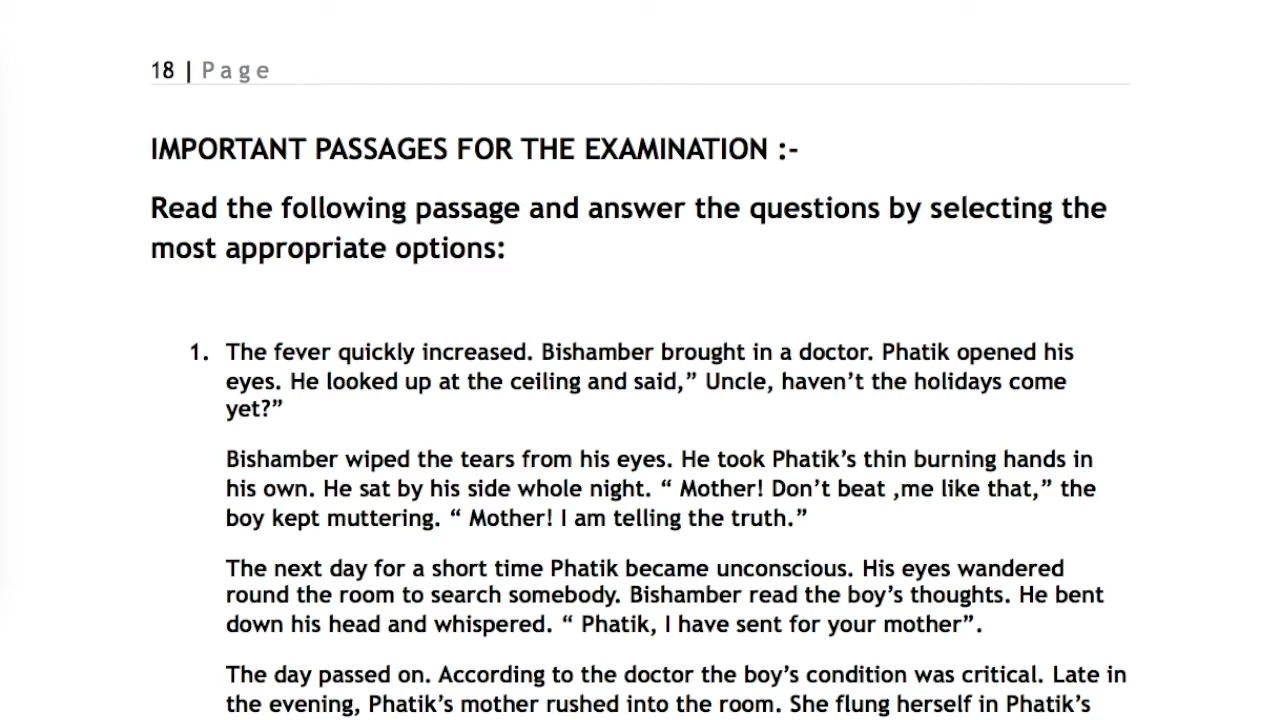 18 | Page
IMPORTANT PASSAGES FOR THE EXAMINATION :-
Read the following passage and answer the questions by selecting the
most appropriate options:
1. The fever quickly increased. Bishamber brought in a doctor. Phatik opened his
eyes. He looked up at the ceiling and said,” Uncle, haven’t the holidays come
yet?”
Bishamber wiped the tears from his eyes. He took Phatik’s thin burning hands in
his own. He sat by his side whole night. “ Mother! Don’t beat ,me like that,” the
boy kept muttering. “ Mother! I am telling the truth.”
The next day for a short time Phatik became unconscious. His eyes wandered
round the room to search somebody. Bishamber read the boy’s thoughts. He bent
down his head and whispered. “ Phatik, I have sent for your mother”.
The day passed on. According to the doctor the boy’s condition was critical. Late in
the evening, Phatik’s mother rushed into the room. She flung herself in Phatik’s